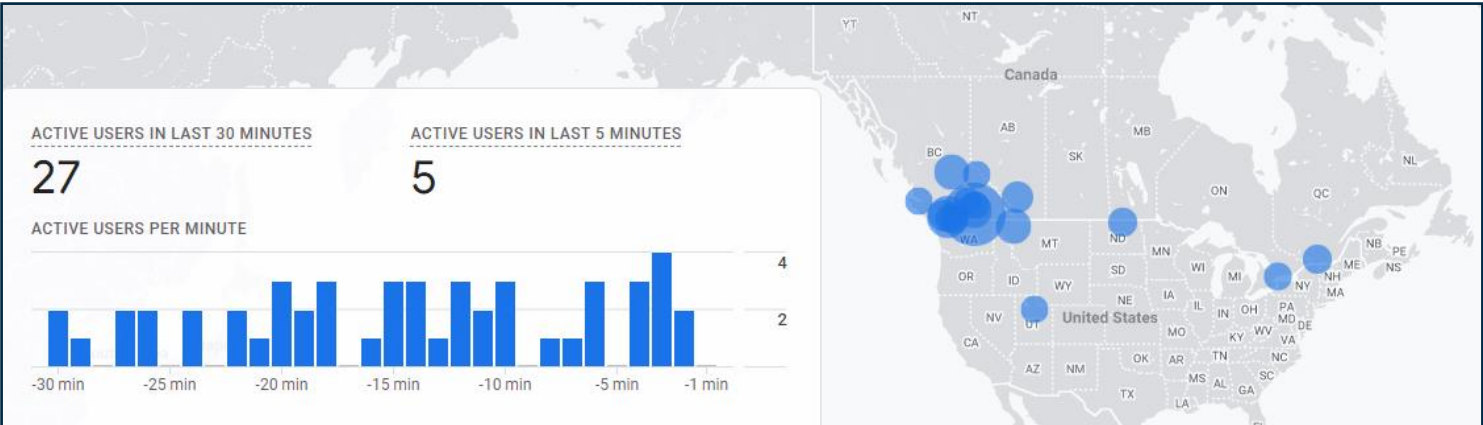 ACTIVE USERS IN LAST 30 MINUTES
27
ACTIVE USERS IN LAST 5 MINUTES
5
ACTIVE USERS PER MINUTE
4
2
-30 min
-25 min
-20 min
-15 min
-10 min
-5 min
-1 min
YT
NT
Canada
AB
MB
BC
SK
NL
ON
QC
WA
MT
ND
MN
NB
PE
ME
NS
OR
ID
SD
WI
MI
NH
NY
MA
WY
NV
UT
United States
NE
IA
IL
IN
OH
PA
MD
DE
CA
MO
KY
WV
VA
AZ
NM
OK
AR
TN
NC
SC
MS
AL
GA
TX
LA